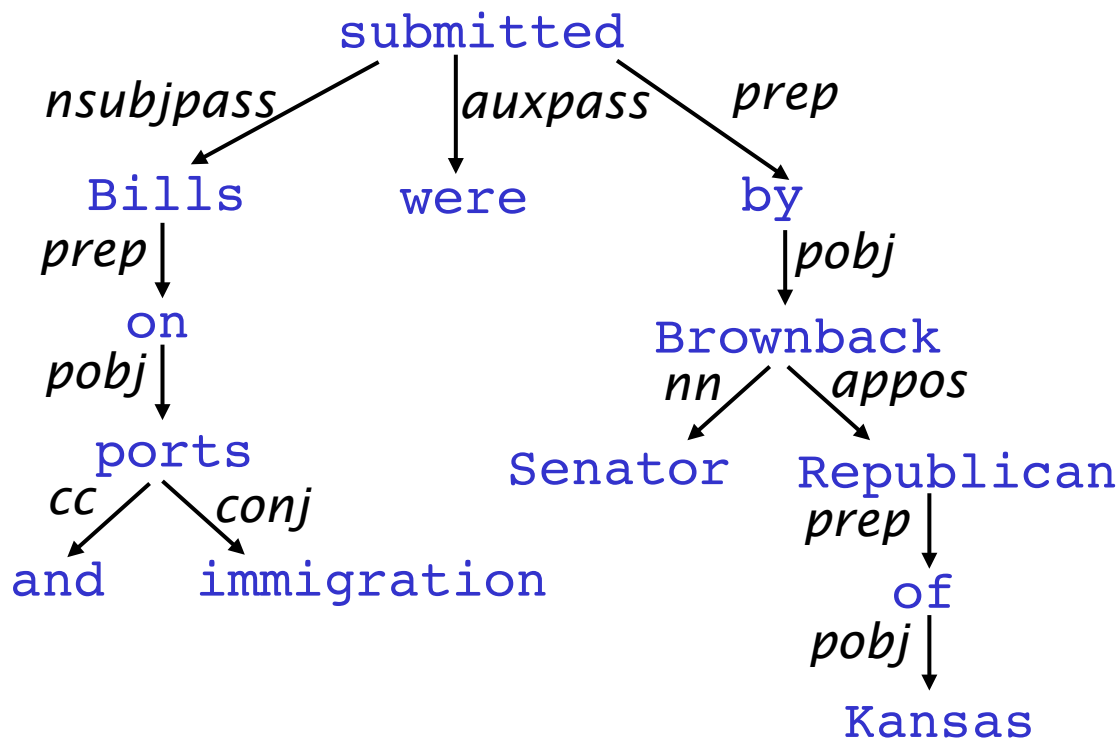 submitted
nsubjpass auxpass prep
Bills were by
prep pobj
on Brownback
pobj nn appos
ports Senator Republican
cc conj prep
and immigration of
pobj
Kansas